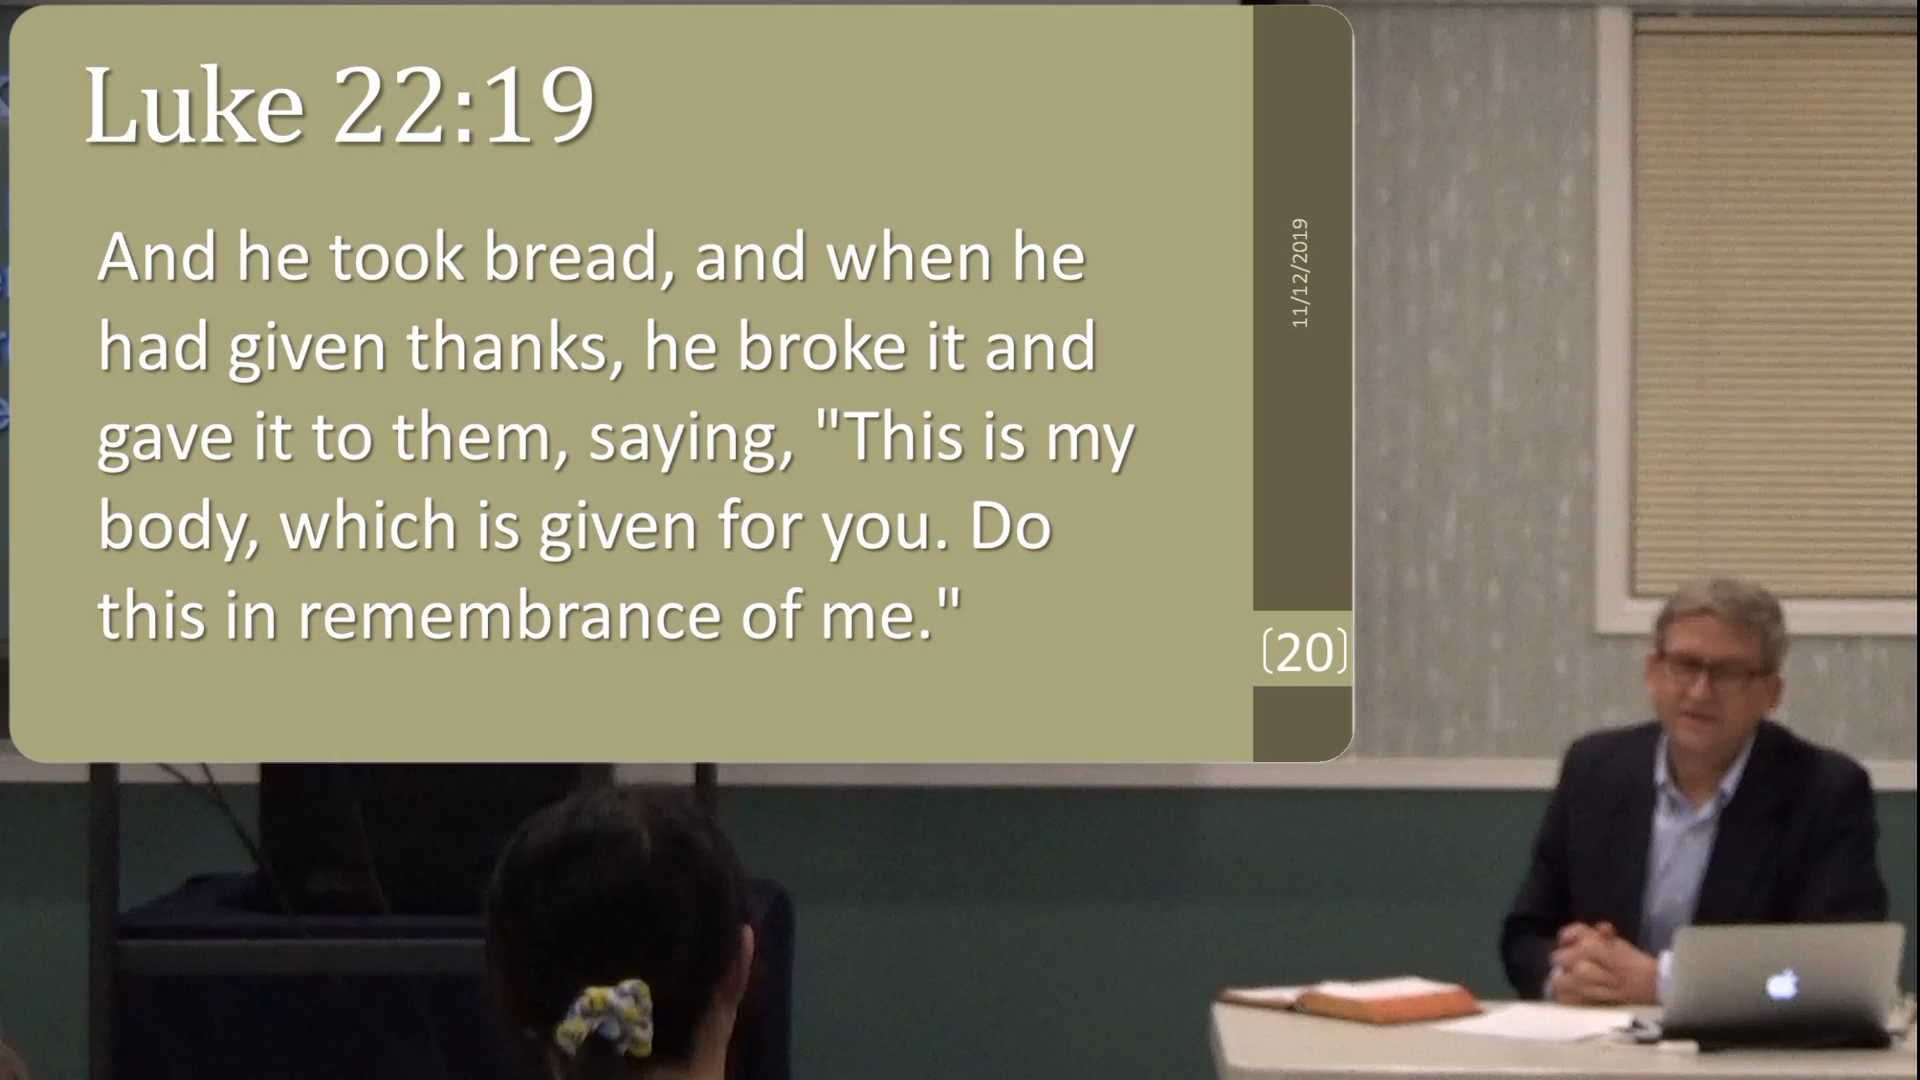 Luke 22:19
And he took bread, and when he
had given thanks, he broke it and
gave it to them, saying, "This is my
body, which is given for you. Do
this in remembrance of me."
11/12/2019
(20)